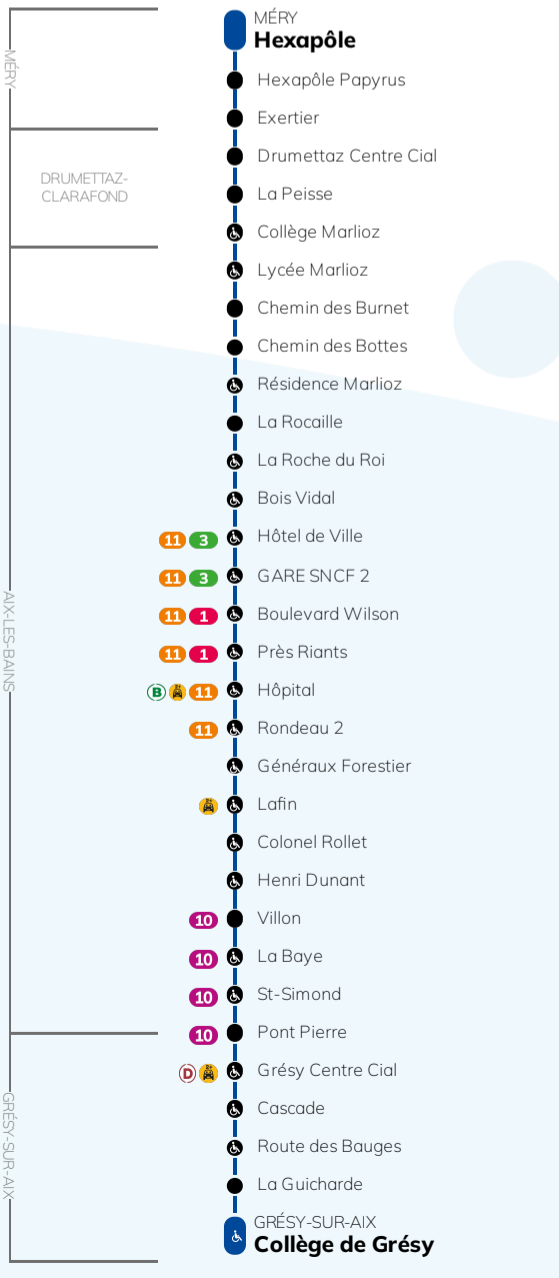 MÉRY
Hexapôle
MÉRY
Hexapôle Papyrus
Exertier
Drumettaz Centre Cial
DRUMETTAZ-
CLARAFOND
La Peisse
Collège Marlioz
Lycée Marlioz
Chemin des Burnet
Chemin des Bottes
Résidence Marlioz
La Rocaille
La Roche du Roi
Bois Vidal
11 3 Hôtel de Ville
11 3 GARE SNCF 2
AIX-LES-BAINS
11 1 Boulevard Wilson
11 1 Près Riants
B 11 Hôpital
11 Rondeau 2
Généraux Forestier
Lafin
Colonel Rollet
Henri Dunant
10 Villon
10 La Baye
10 St-Simond
10 Pont Pierre
D Grésy Centre Cial
GRÉSY-SUR-AIX
Cascade
Route des Bauges
La Guicharde
GRÉSY-SUR-AIX
Collège de Grésy